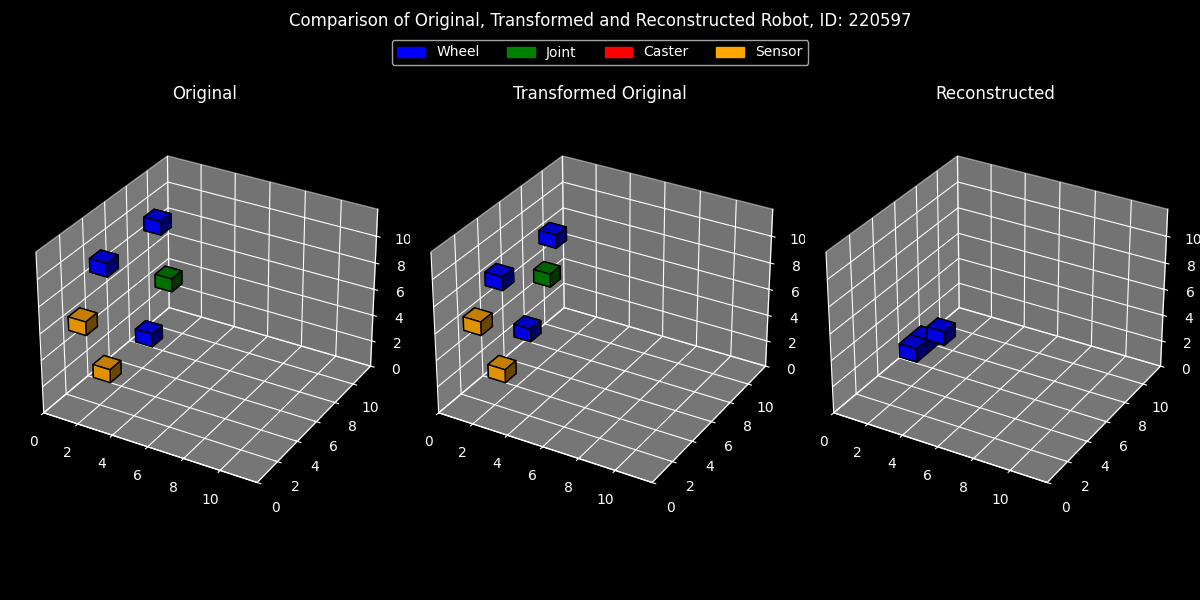 Comparison of Original, Transformed and Reconstructed Robot, ID: 220597
Wheel Joint Caster Sensor
Original Transformed Original Reconstructed
0 2 4 6 8 10 0 2 4 6 8 10 0 2 4 6 8 10
0 2 4 6 8 10 0 2 4 6 8 10 0 2 4 6 8 10
0 2 4 6 8 10 0 2 4 6 8 10 0 2 4 6 8 10